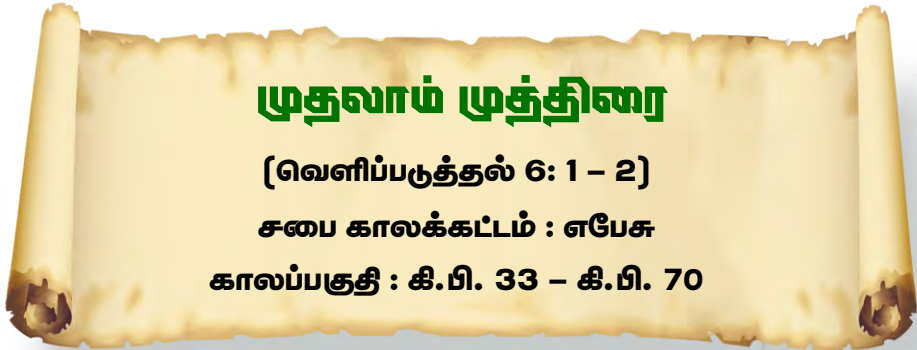 முதலாம் முத்திரை
(வெளிப்படுத்தல் 6: 1 – 2)
சபை காலக்கட்டம் : எபேசு
காலப்பகுதி : கி.பி. 33 – கி.பி. 70